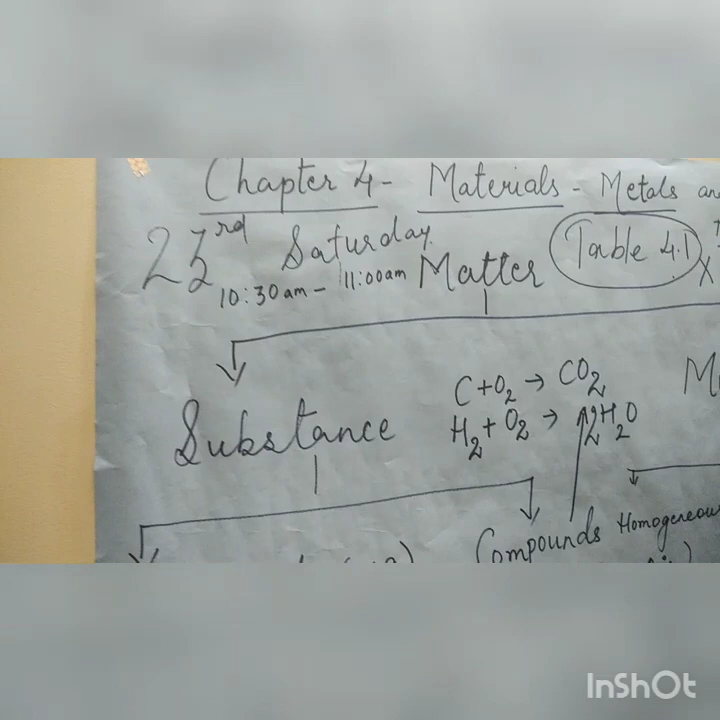 Chapter 4 - Materials - Metals an
23rd Saturday
10:30am - 11:00am
Table 4.1
Matter
Substance
C + O2 → CO2
H2 + O2 → 2H2O
Compounds
Homogeneous
InShOt